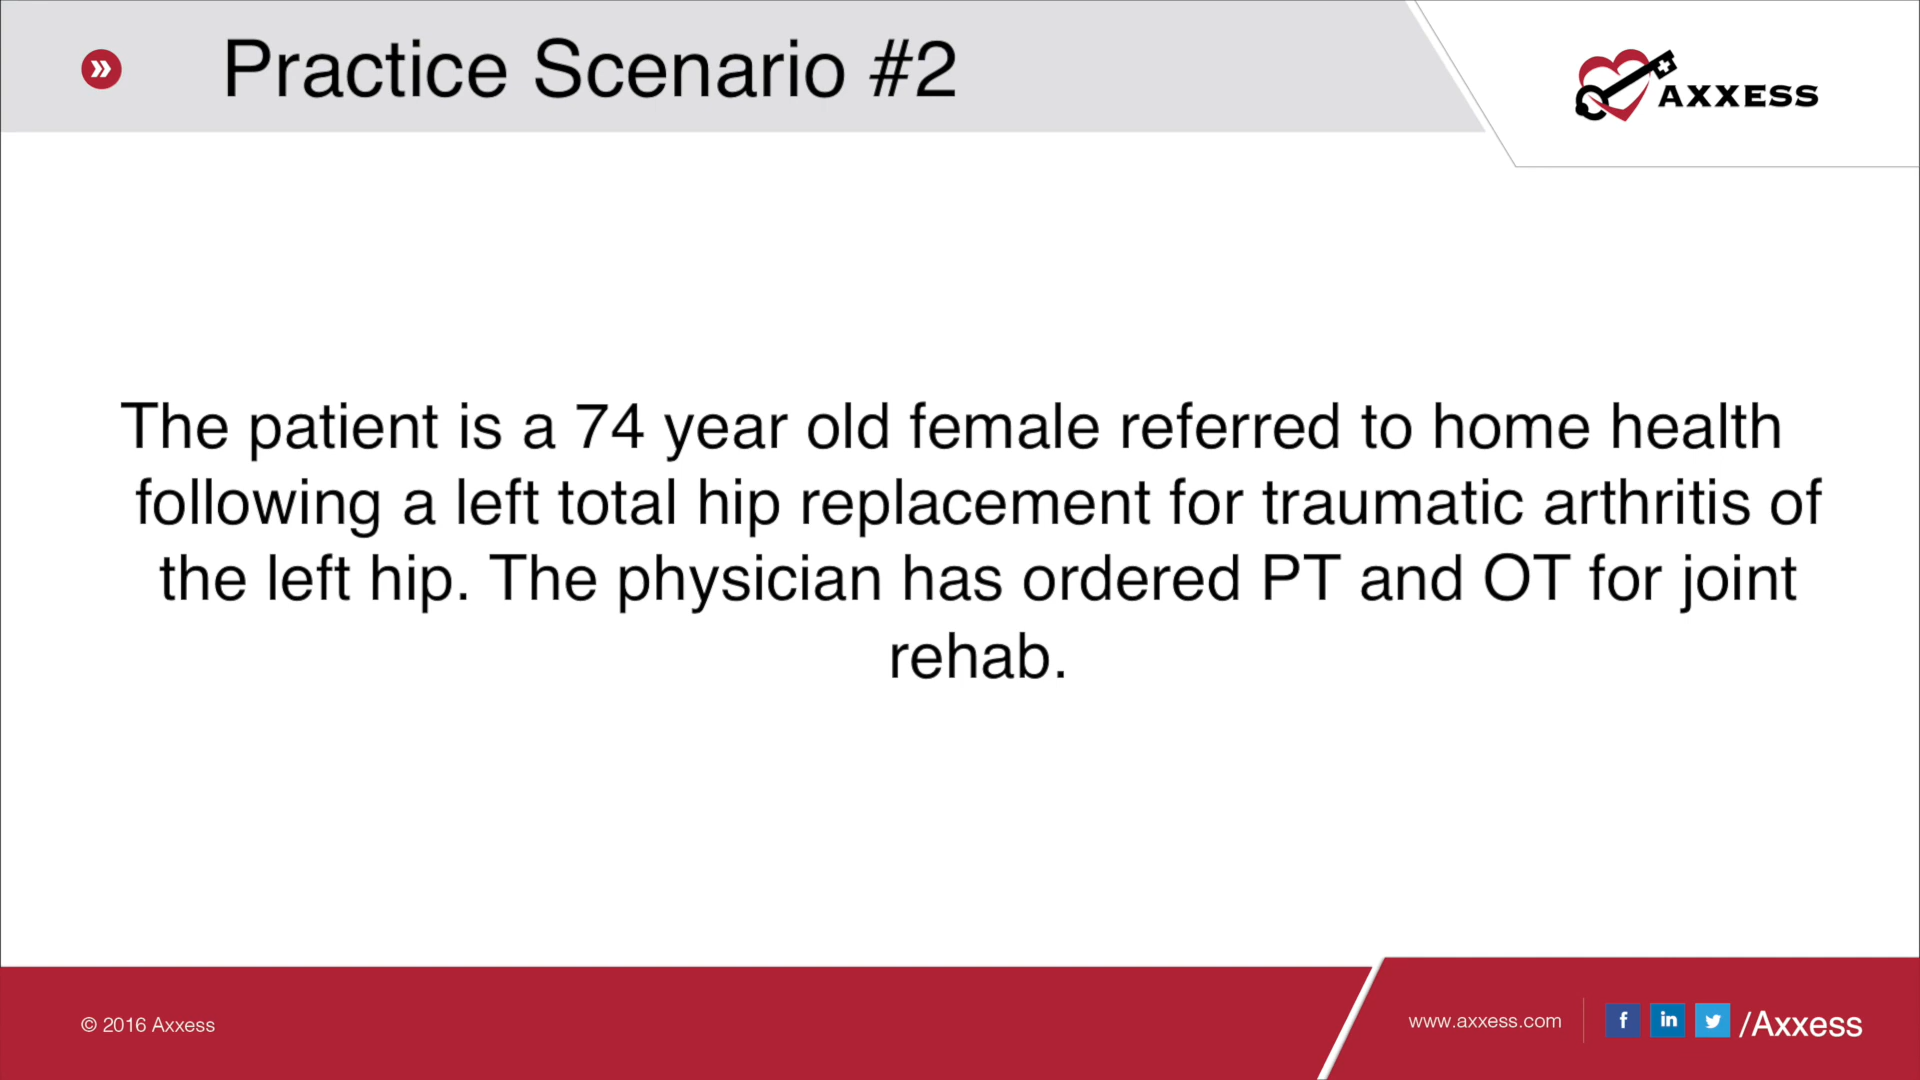 Practice Scenario #2
AXXESS
The patient is a 74 year old female referred to home health
following a left total hip replacement for traumatic arthritis of
the left hip. The physician has ordered PT and OT for joint
rehab.
© 2016 Axxess
www.axxess.com
f in /Axxess